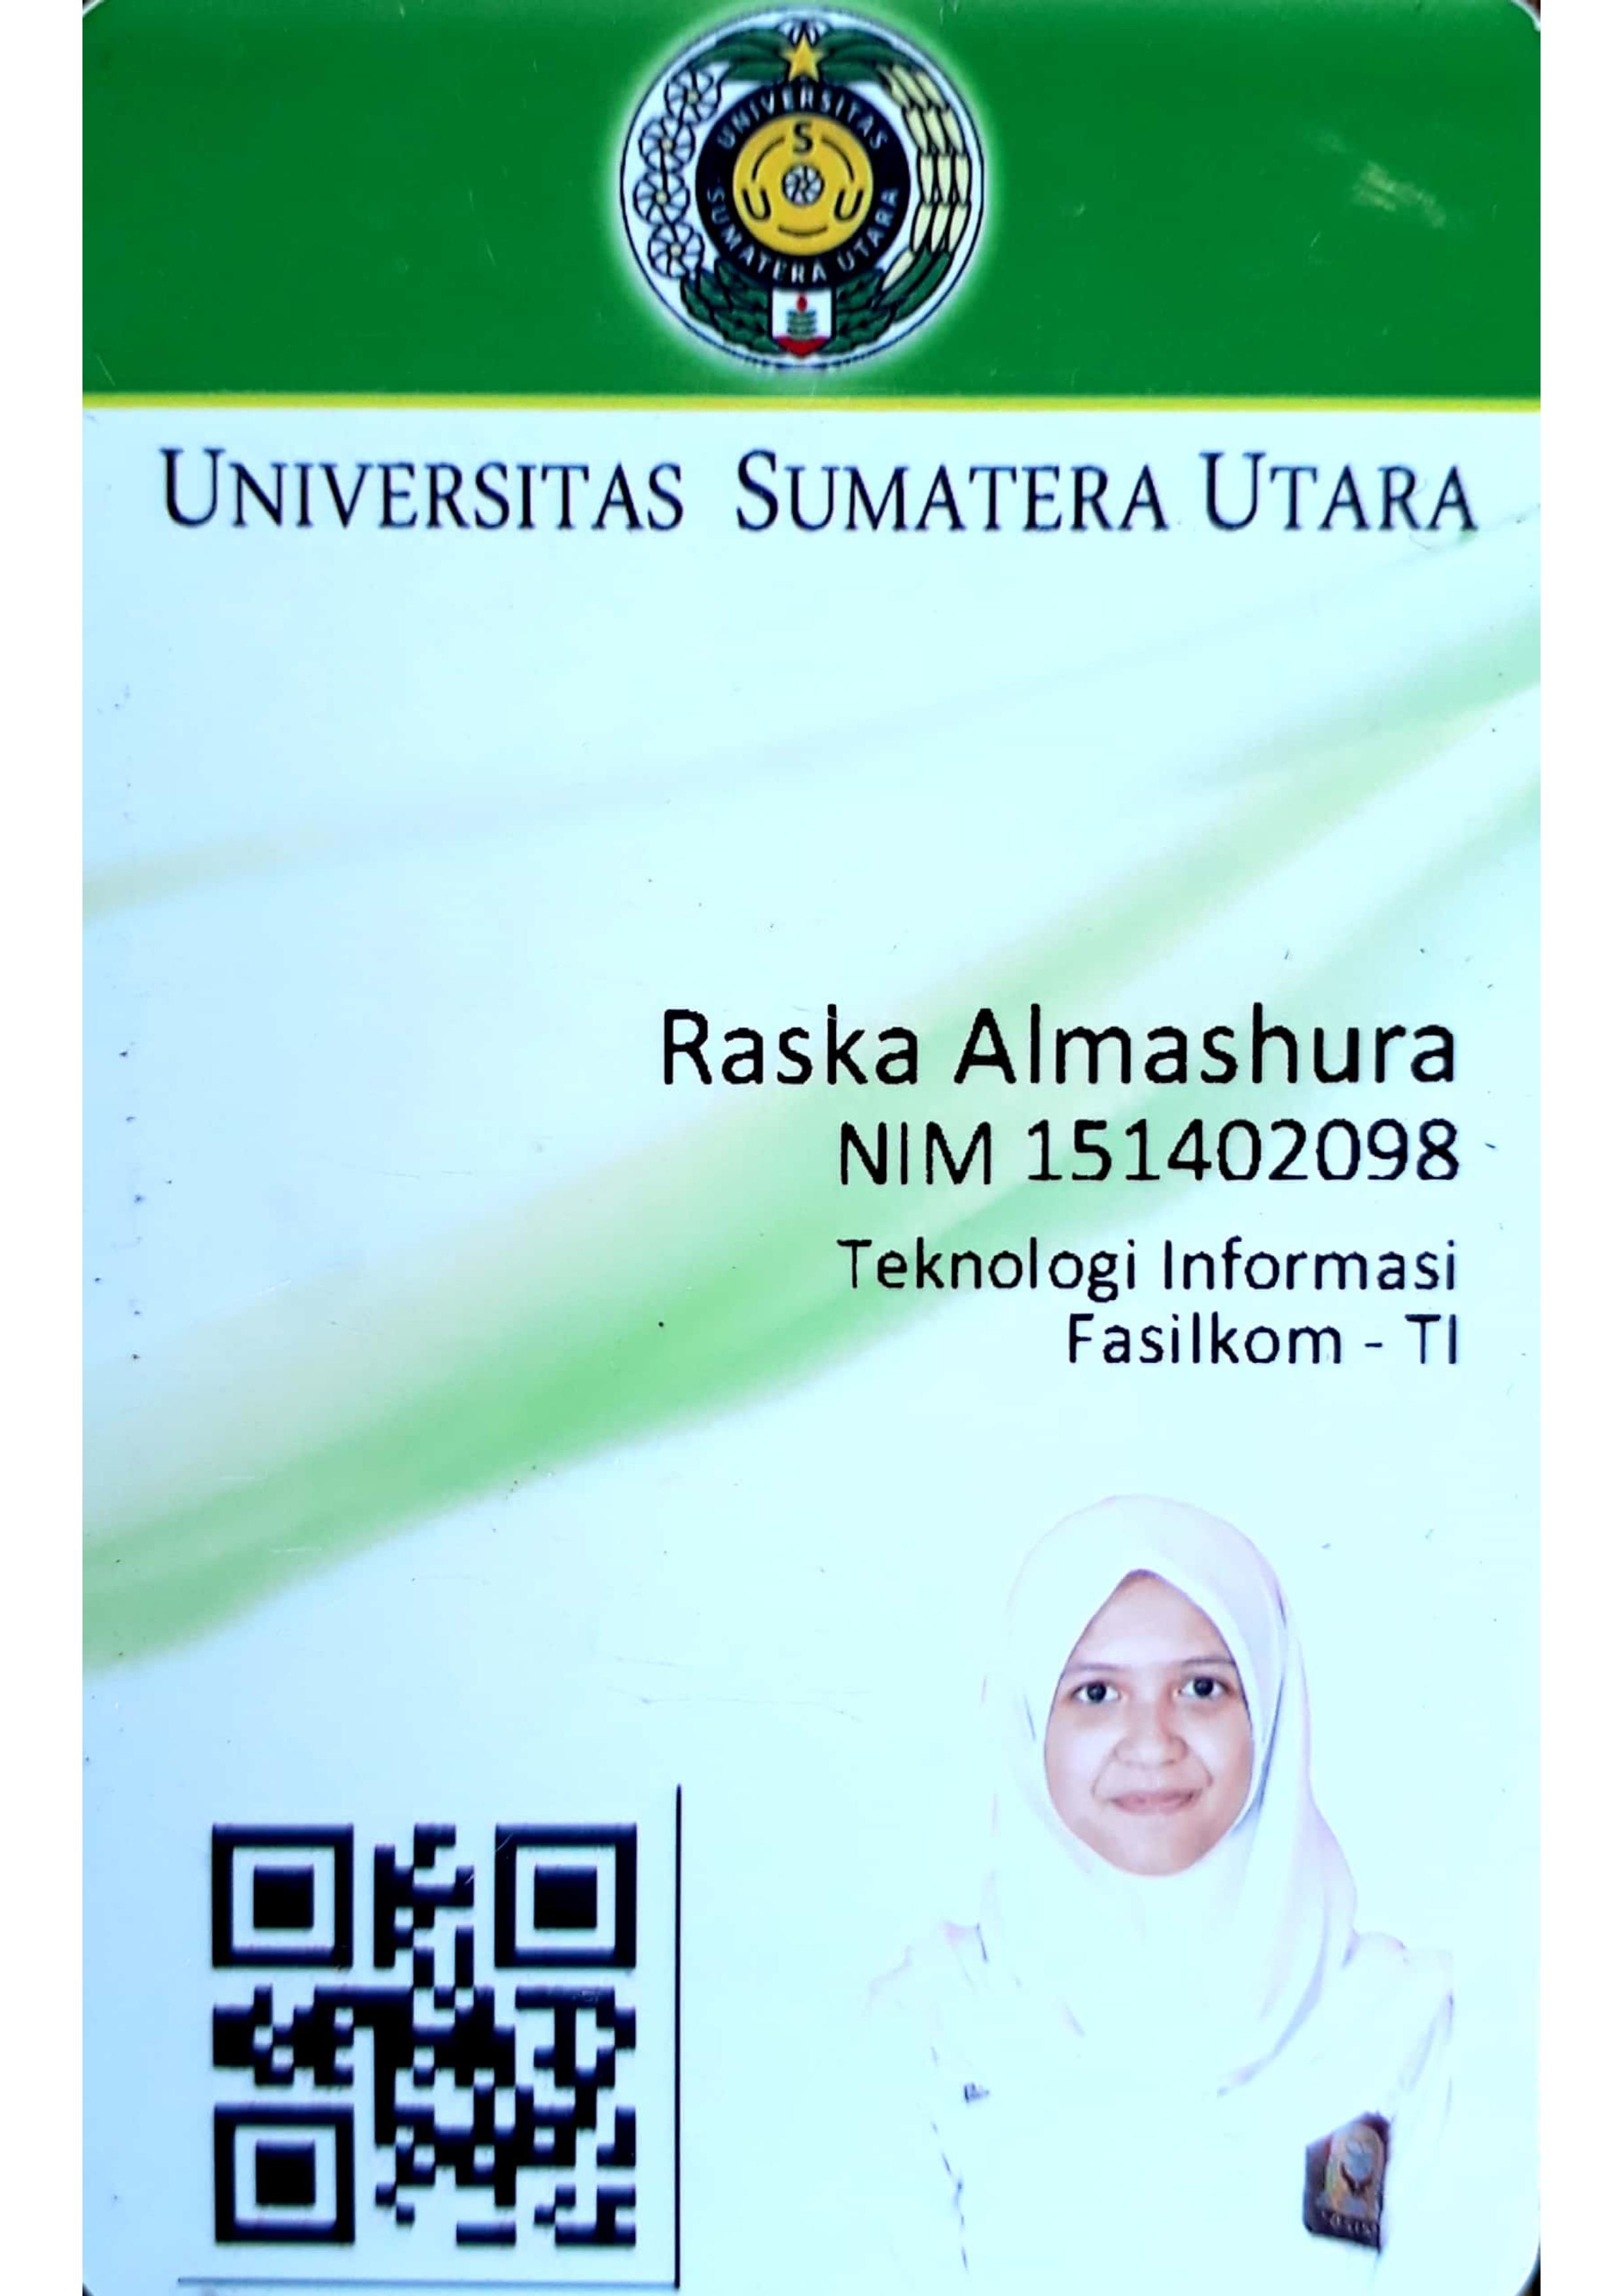 UNIVERSITAS
SUMATERA UTARA
S
U U
UNIVERSITAS SUMATERA UTARA
Raska Almashura
NIM 151402098
Teknologi Informasi
Fasilkom - TI